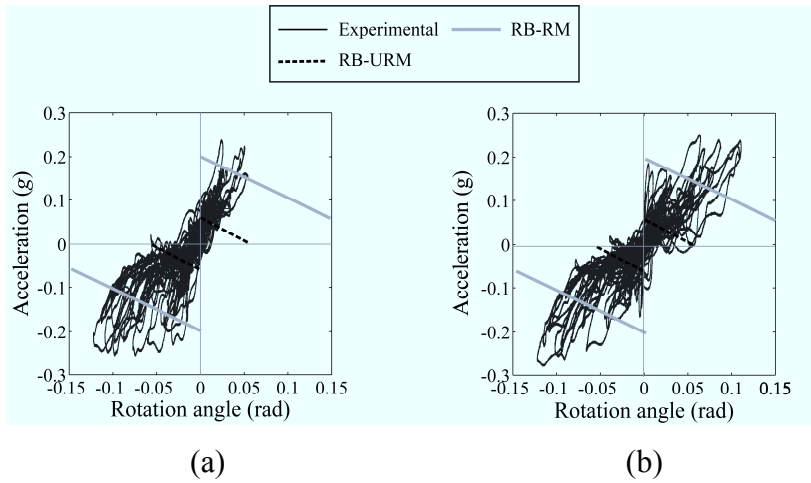 Experimental RB-RM
RB-URM
0.3 0.3
0.2 0.2
0.1 0.1
0 0
-0.1 -0.1
-0.2 -0.2
-0.3 -0.3
Acceleration (g) Acceleration (g)
-0.15 -0.1 -0.05 0 0.05 0.1 0.15 -0.15 -0.1 -0.05 0 0.05 0.1 0.15
Rotation angle (rad) Rotation angle (rad)
(a) (b)